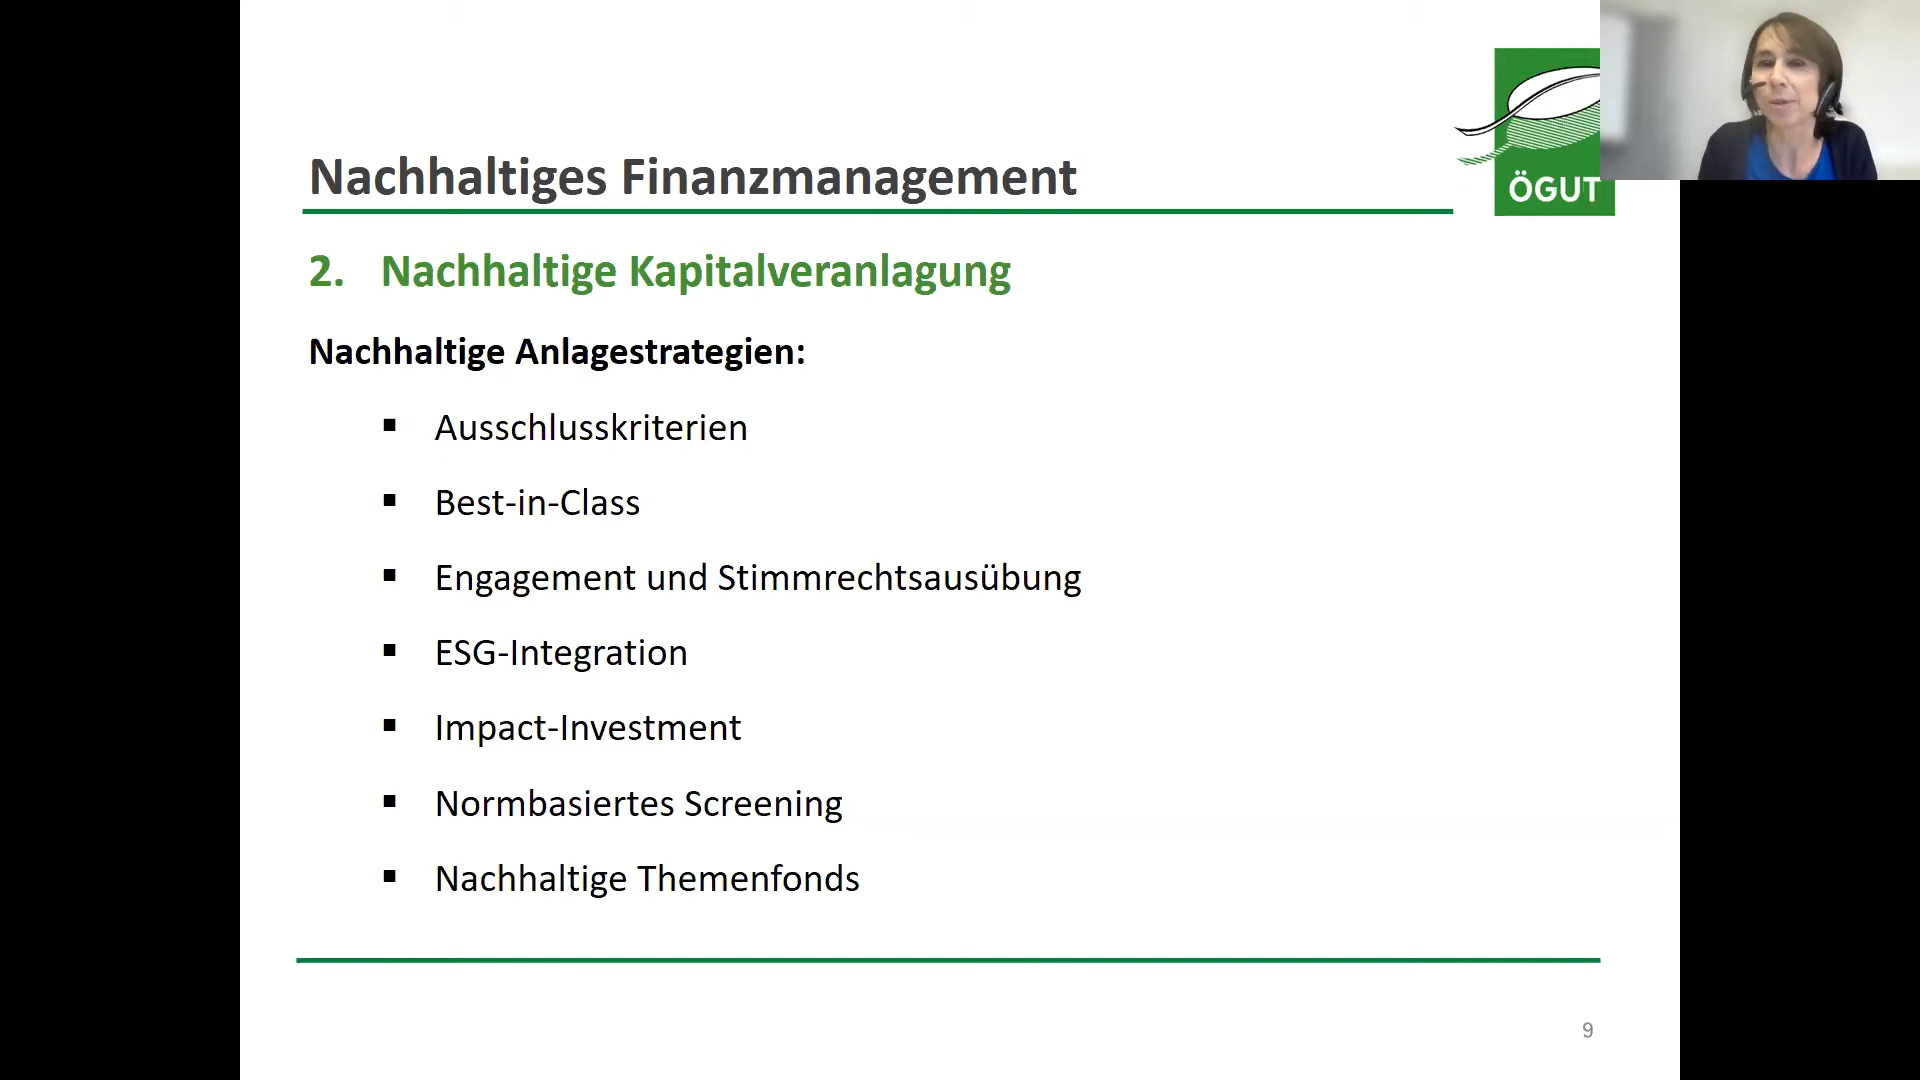 Nachhaltiges Finanzmanagement
ÖGUT
2. Nachhaltige Kapitalveranlagung
Nachhaltige Anlagestrategien:
▪ Ausschlusskriterien
▪ Best-in-Class
▪ Engagement und Stimmrechtsausübung
▪ ESG-Integration
▪ Impact-Investment
▪ Normbasiertes Screening
▪ Nachhaltige Themenfonds
9